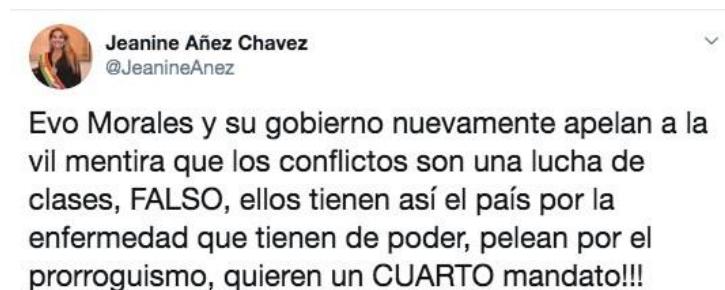 Jeanine Añez Chavez
@JeanineAnez
Evo Morales y su gobierno nuevamente apelan a la
vil mentira que los conflictos son una lucha de
clases, FALSO, ellos tienen así el país por la
enfermedad que tienen de poder, pelean por el
prorroguismo, quieren un CUARTO mandato!!!